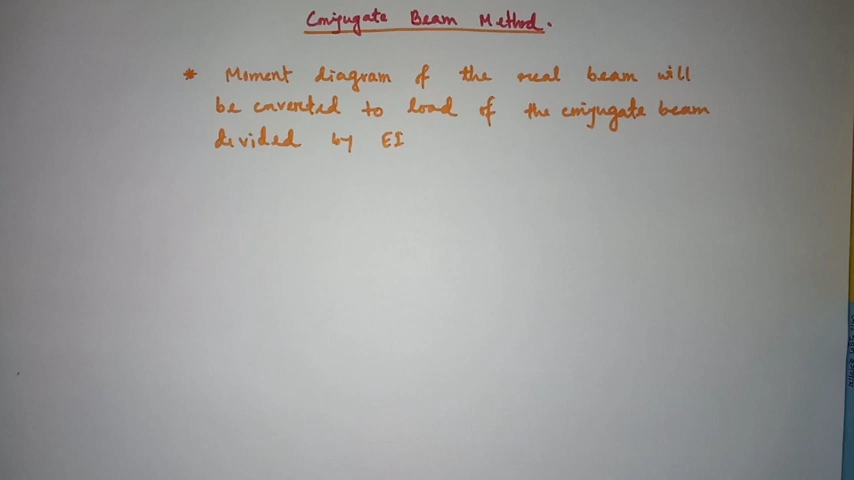 Conjugate Beam Method.
* Moment diagram of the real beam will
be converted to load of the conjugate beam
divided by EI